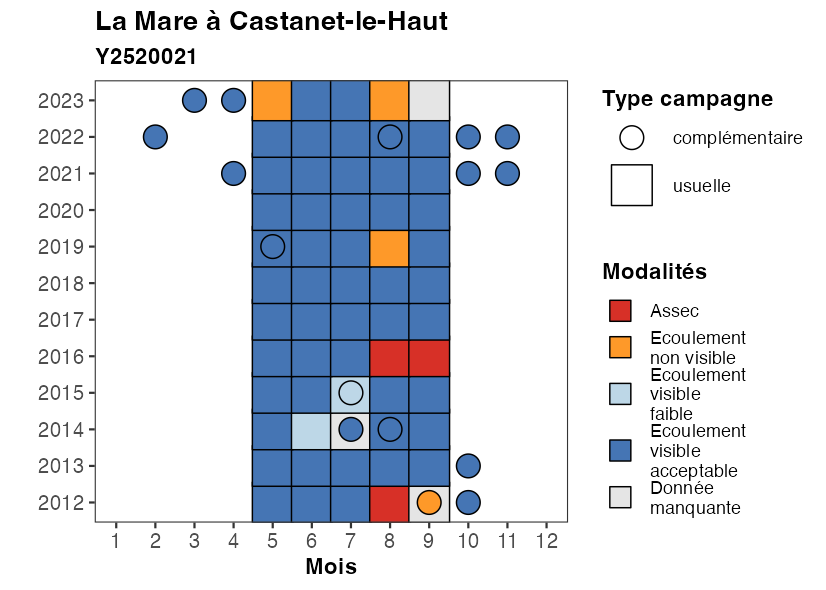 La Mare à Castanet-le-Haut
Y2520021
2023
2022
2021
2020
2019
2018
2017
2016
2015
2014
2013
2012
1 2 3 4 5 6 7 8 9 10 11 12
Mois
Type campagne
complémentaire
usuelle
Modalités
Assec
Ecoulement
non visible
Ecoulement
visible
faible
Ecoulement
visible
acceptable
Donnée
manquante